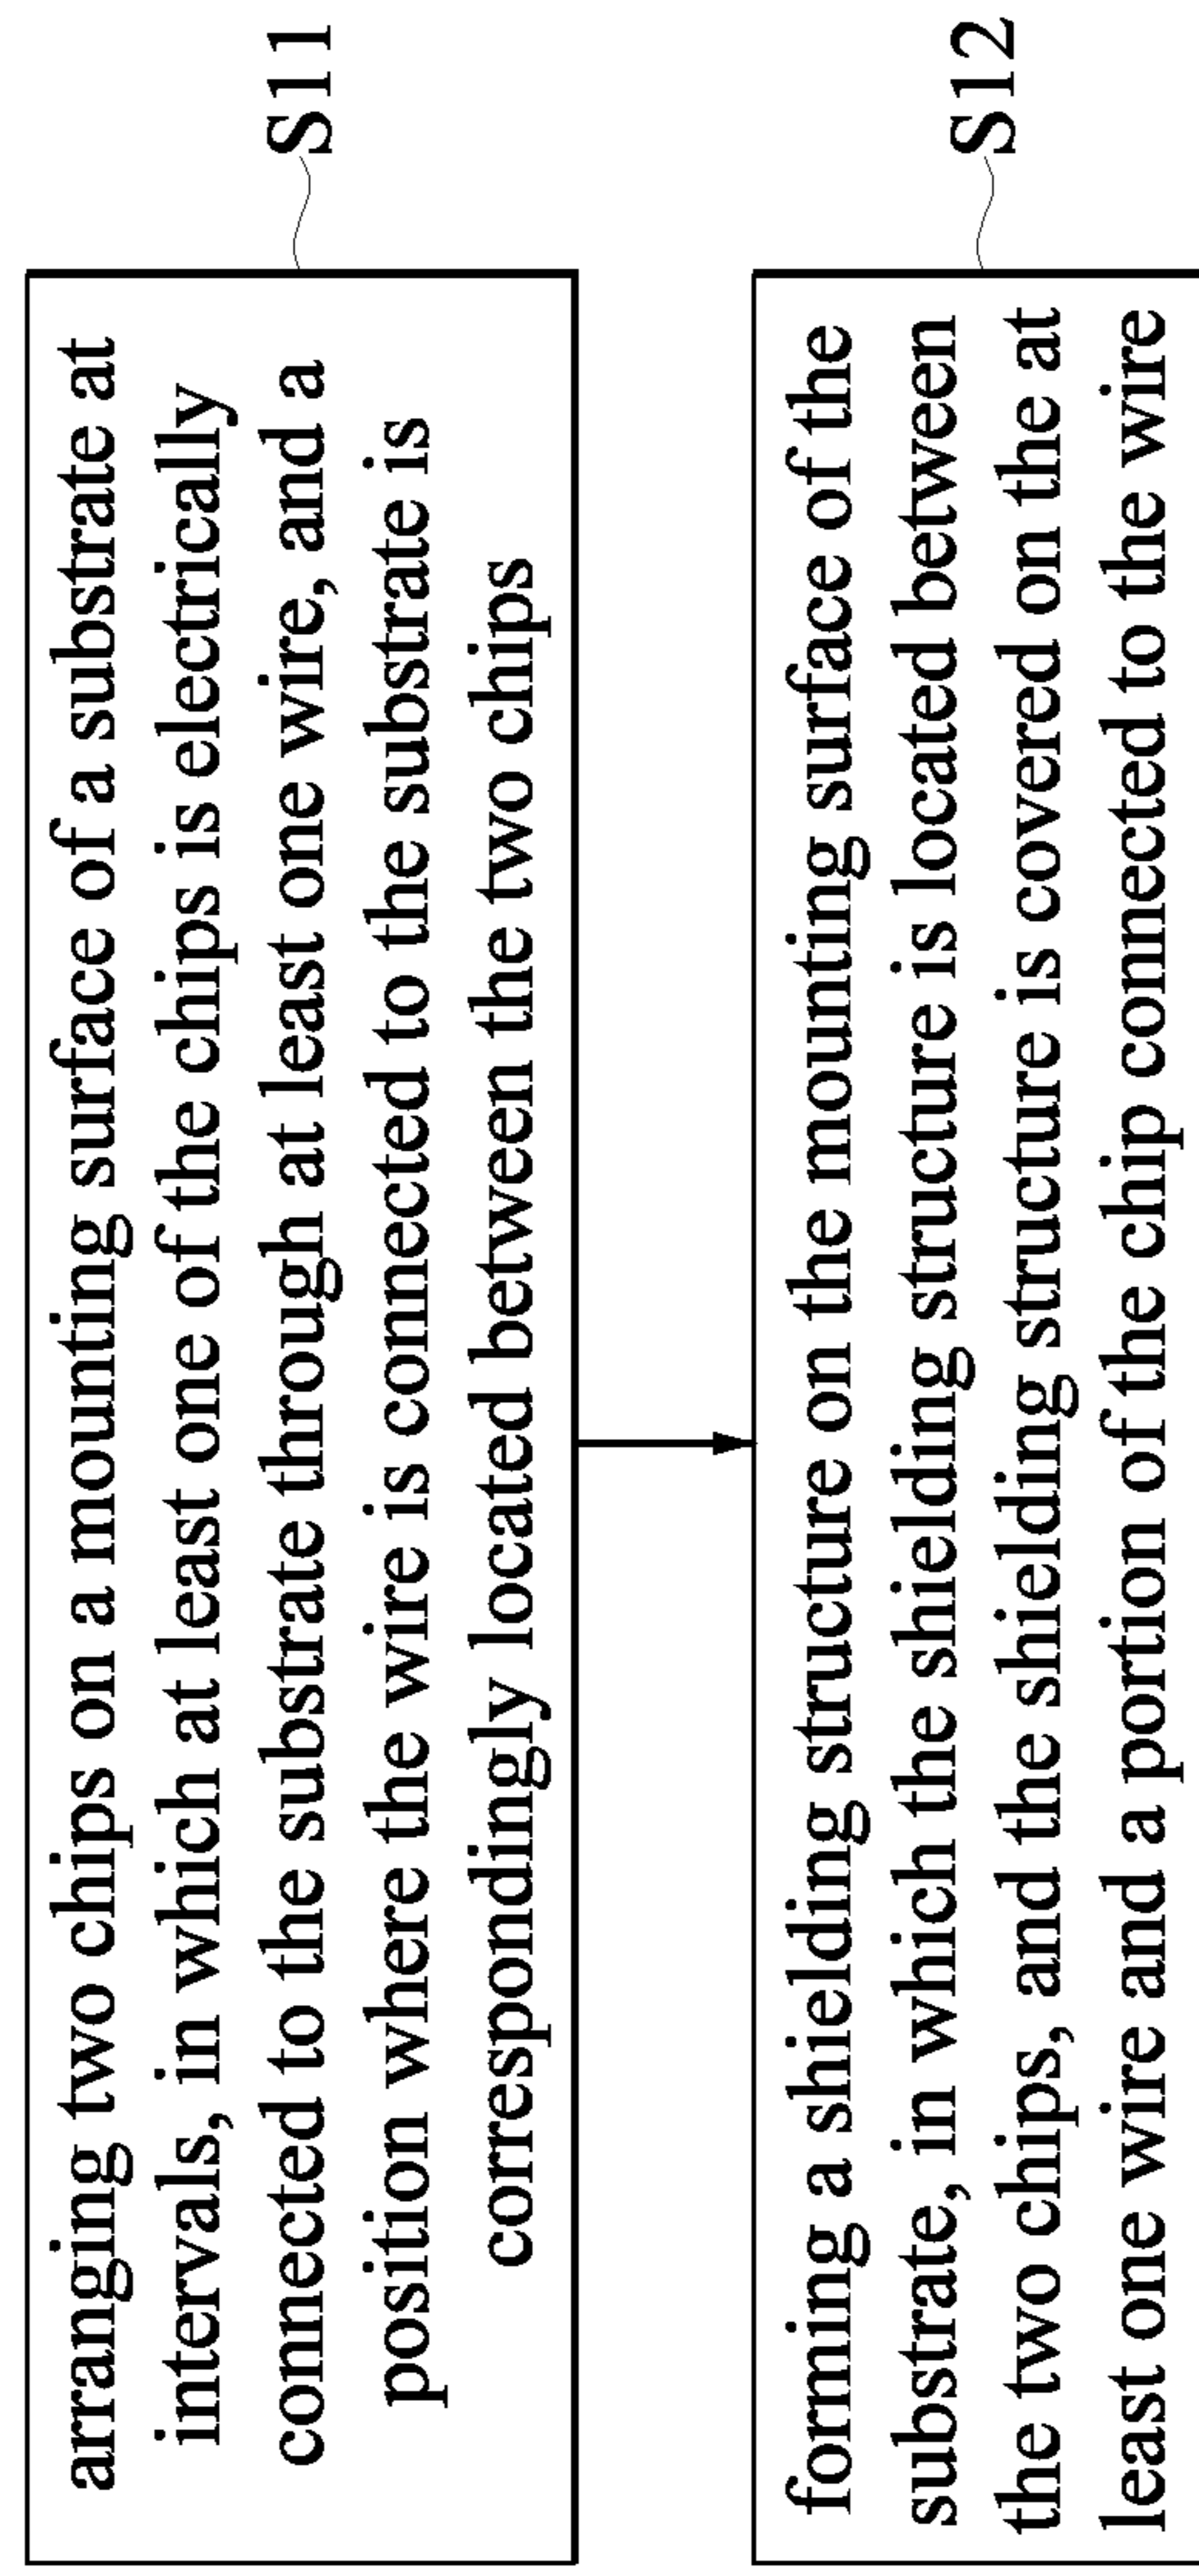 arranging two chips on a mounting surface of a substrate at
intervals, in which at least one of the chips is electrically
connected to the substrate through at least one wire, and a
position where the wire is connected to the substrate is
correspondingly located between the two chips
S11
forming a shielding structure on the mounting surface of the
substrate, in which the shielding structure is located between
the two chips, and the shielding structure is covered on the at
least one wire and a portion of the chip connected to the wire
S12